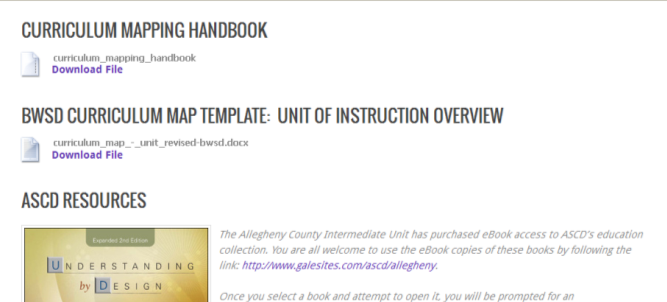 CURRICULUM MAPPING HANDBOOK
curriculum_mapping_handbook
Download File
BWSD CURRICULUM MAP TEMPLATE: UNIT OF INSTRUCTION OVERVIEW
curriculum_map_-_unit_revised-bwsd.docx
Download File
ASCD RESOURCES
Expanded 2nd Edition
UNDERSTANDING
by DESIGN
The Allegheny County Intermediate Unit has purchased eBook access to ASCD's education
collection. You are all welcome to use the eBook copies of these books by following the
link: http://www.galesites.com/ascd/allegheny.
Once you select a book and attempt to open it, you will be prompted for an